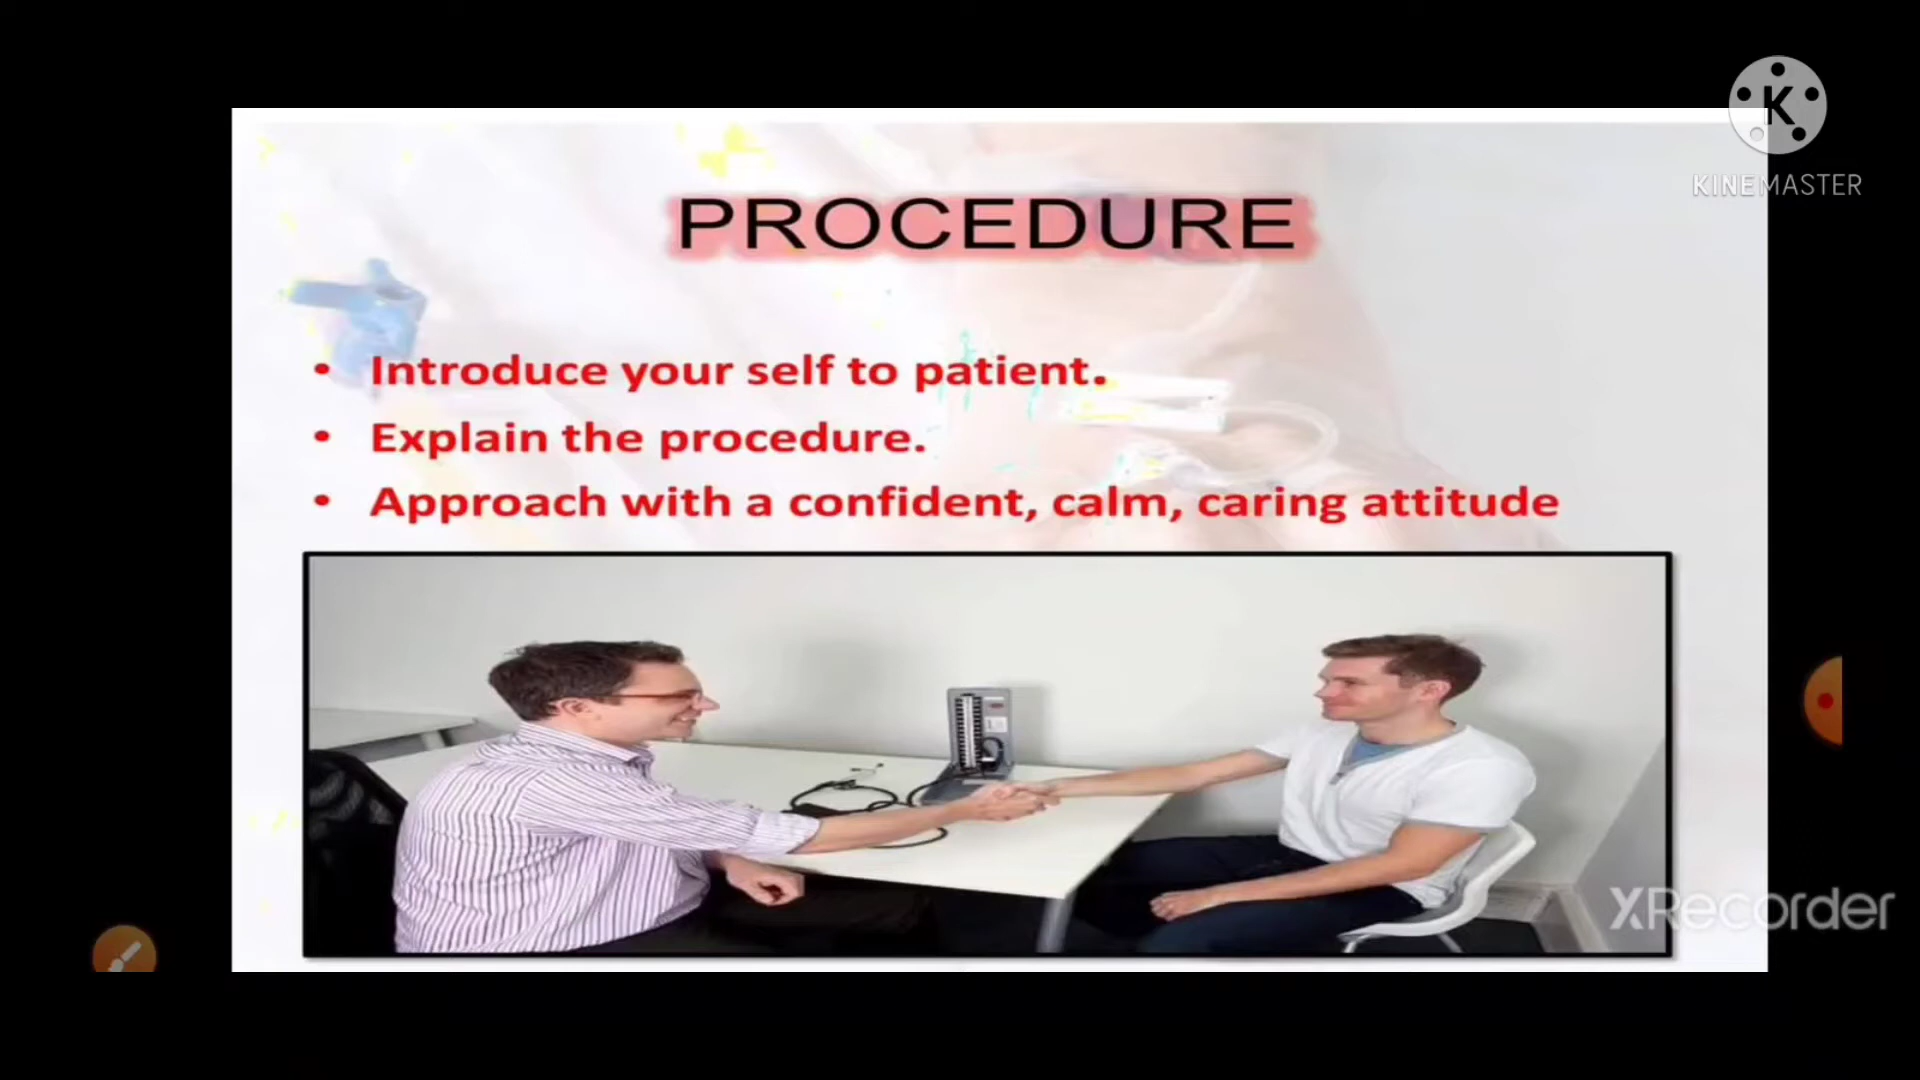 K
KINEMASTER
PROCEDURE
• Introduce your self to patient.
• Explain the procedure.
• Approach with a confident, calm, caring attitude
XRecorder